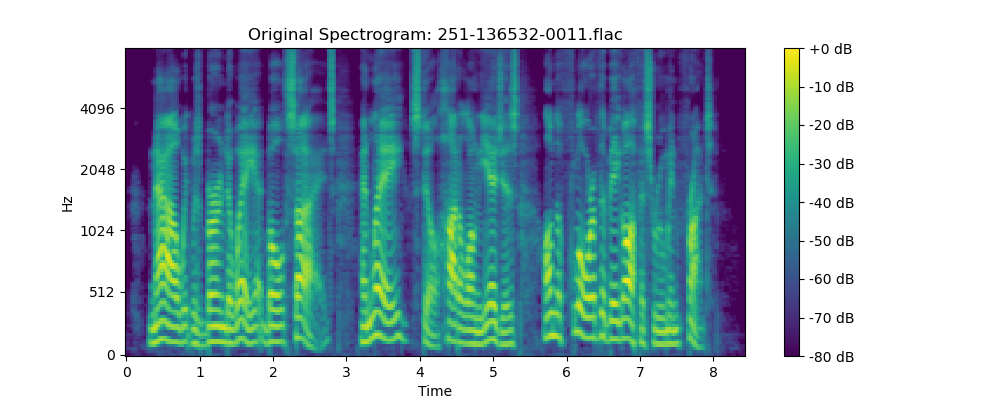 Original Spectrogram: 251-136532-0011.flac
Hz
4096
2048
1024
512
0
0 1 2 3 4 5 6 7 8
Time
+0 dB
-10 dB
-20 dB
-30 dB
-40 dB
-50 dB
-60 dB
-70 dB
-80 dB